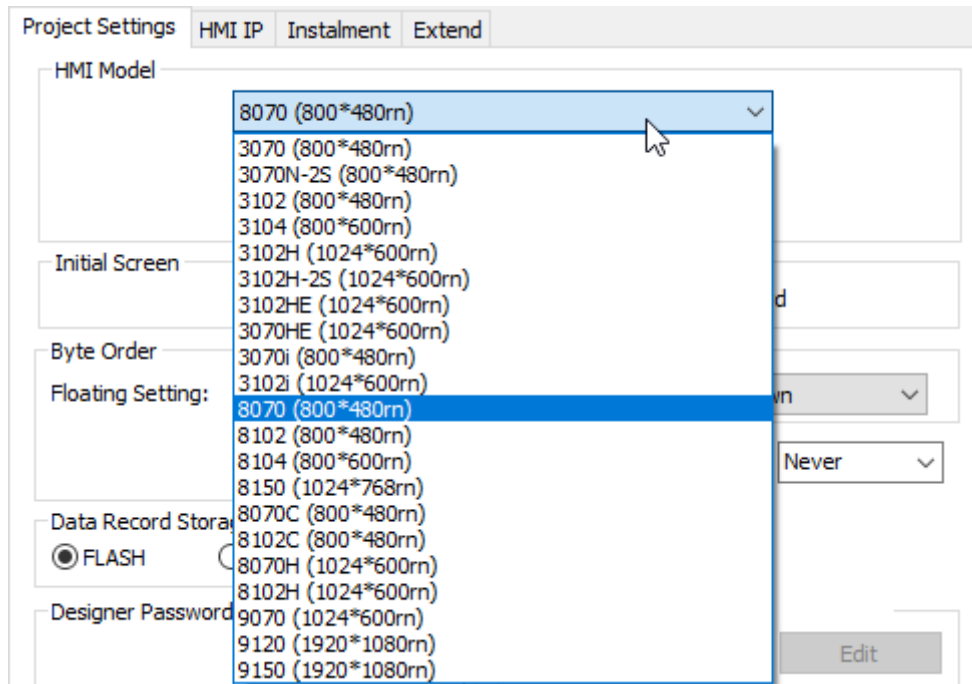 Project Settings HMI IP Instalment Extend
HMI Model
8070 (800*480rn)
3070 (800*480rn)
3070N-2S (800*480rn)
3102 (800*480rn)
3104 (800*600rn)
3102H (1024*600rn)
3102H-2S (1024*600rn)
3102HE (1024*600rn)
3070HE (1024*600rn)
3070i (800*480rn)
3102i (1024*600rn)
8070 (800*480rn)
8102 (800*480rn)
8104 (800*600rn)
8150 (1024*768rn)
8070C (800*480rn)
8102C (800*480rn)
8070H (1024*600rn)
8102H (1024*600rn)
9070 (1024*600rn)
9120 (1920*1080rn)
9150 (1920*1080rn)
Initial Screen
Byte Order
Floating Setting:
Never
Data Record
FLASH
Designer Password
Edit